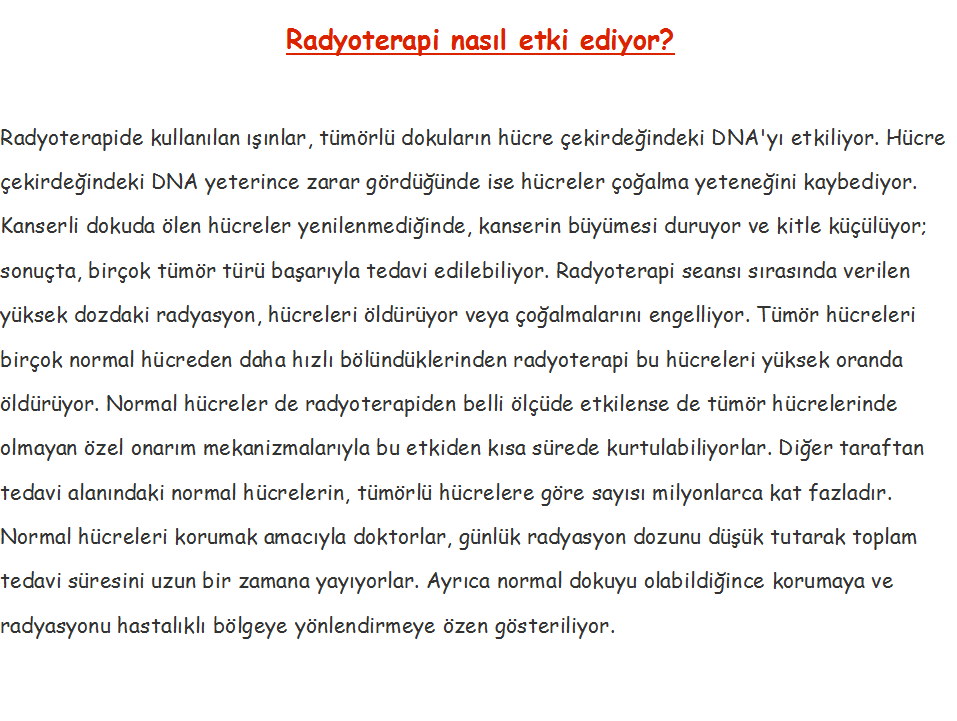 Radyoterapi nasıl etki ediyor?
Radyoterapide kullanılan ışınlar, tümörlü dokuların hücre çekirdeğindeki DNA'yı etkiliyor. Hücre
çekirdeğindeki DNA yeterince zarar gördüğünde ise hücreler çoğalma yeteneğini kaybediyor.
Kanserli dokuda ölen hücreler yenilenmediğinde, kanserin büyümesi duruyor ve kitle küçülüyor;
sonuçta, birçok tümör türü başarıyla tedavi edilebiliyor. Radyoterapi seansı sırasında verilen
yüksek dozdaki radyasyon, hücreleri öldürüyor veya çoğalmalarını engelliyor. Tümör hücreleri
birçok normal hücreden daha hızlı bölündüklerinden radyoterapi bu hücreleri yüksek oranda
öldürüyor. Normal hücreler de radyoterapiden belli ölçüde etkilense de tümör hücrelerinde
olmayan özel onarım mekanizmalarıyla bu etkiden kısa sürede kurtulabiliyorlar. Diğer taraftan
tedavi alanındaki normal hücrelerin, tümörlü hücrelere göre sayısı milyonlarca kat fazladır.
Normal hücreleri korumak amacıyla doktorlar, günlük radyasyon dozunu düşük tutarak toplam
tedavi süresini uzun bir zamana yayıyorlar. Ayrıca normal dokuyu olabildiğince korumaya ve
radyasyonu hastalıklı bölgeye yönlendirmeye özen gösteriliyor.